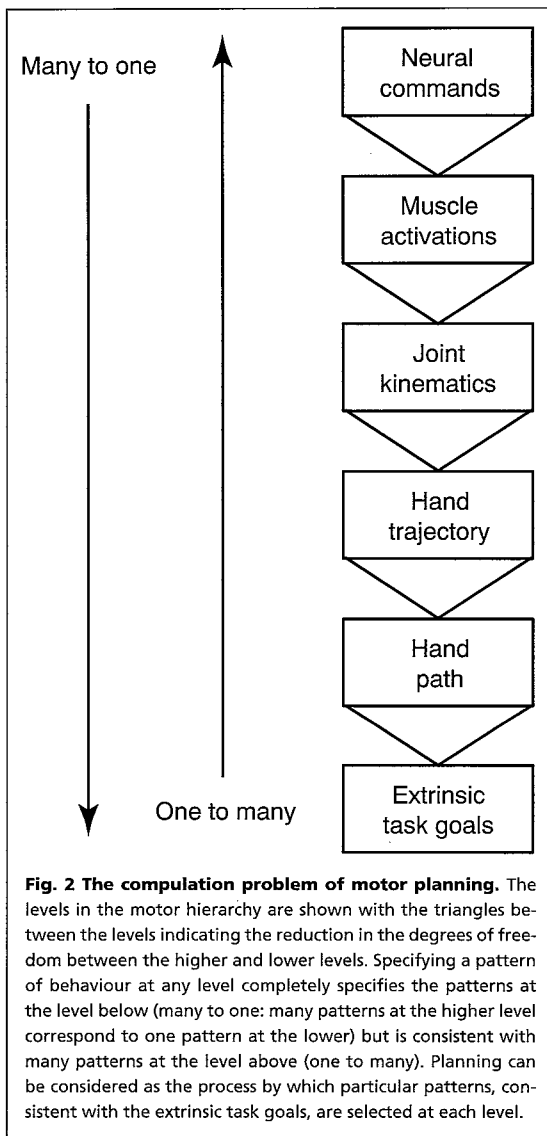 Many to one
Neural
commands
Muscle
activations
Joint
kinematics
Hand
trajectory
Hand
path
One to many
Extrinsic
task goals
Fig. 2 The compulation problem of motor planning. The
levels in the motor hierarchy are shown with the triangles be-
tween the levels indicating the reduction in the degrees of free-
dom between the higher and lower levels. Specifying a pattern
of behaviour at any level completely specifies the patterns at
the level below (many to one: many patterns at the higher level
correspond to one pattern at the lower) but is consistent with
many patterns at the level above (one to many). Planning can
be considered as the process by which particular patterns, con-
sistent with the extrinsic task goals, are selected at each level.